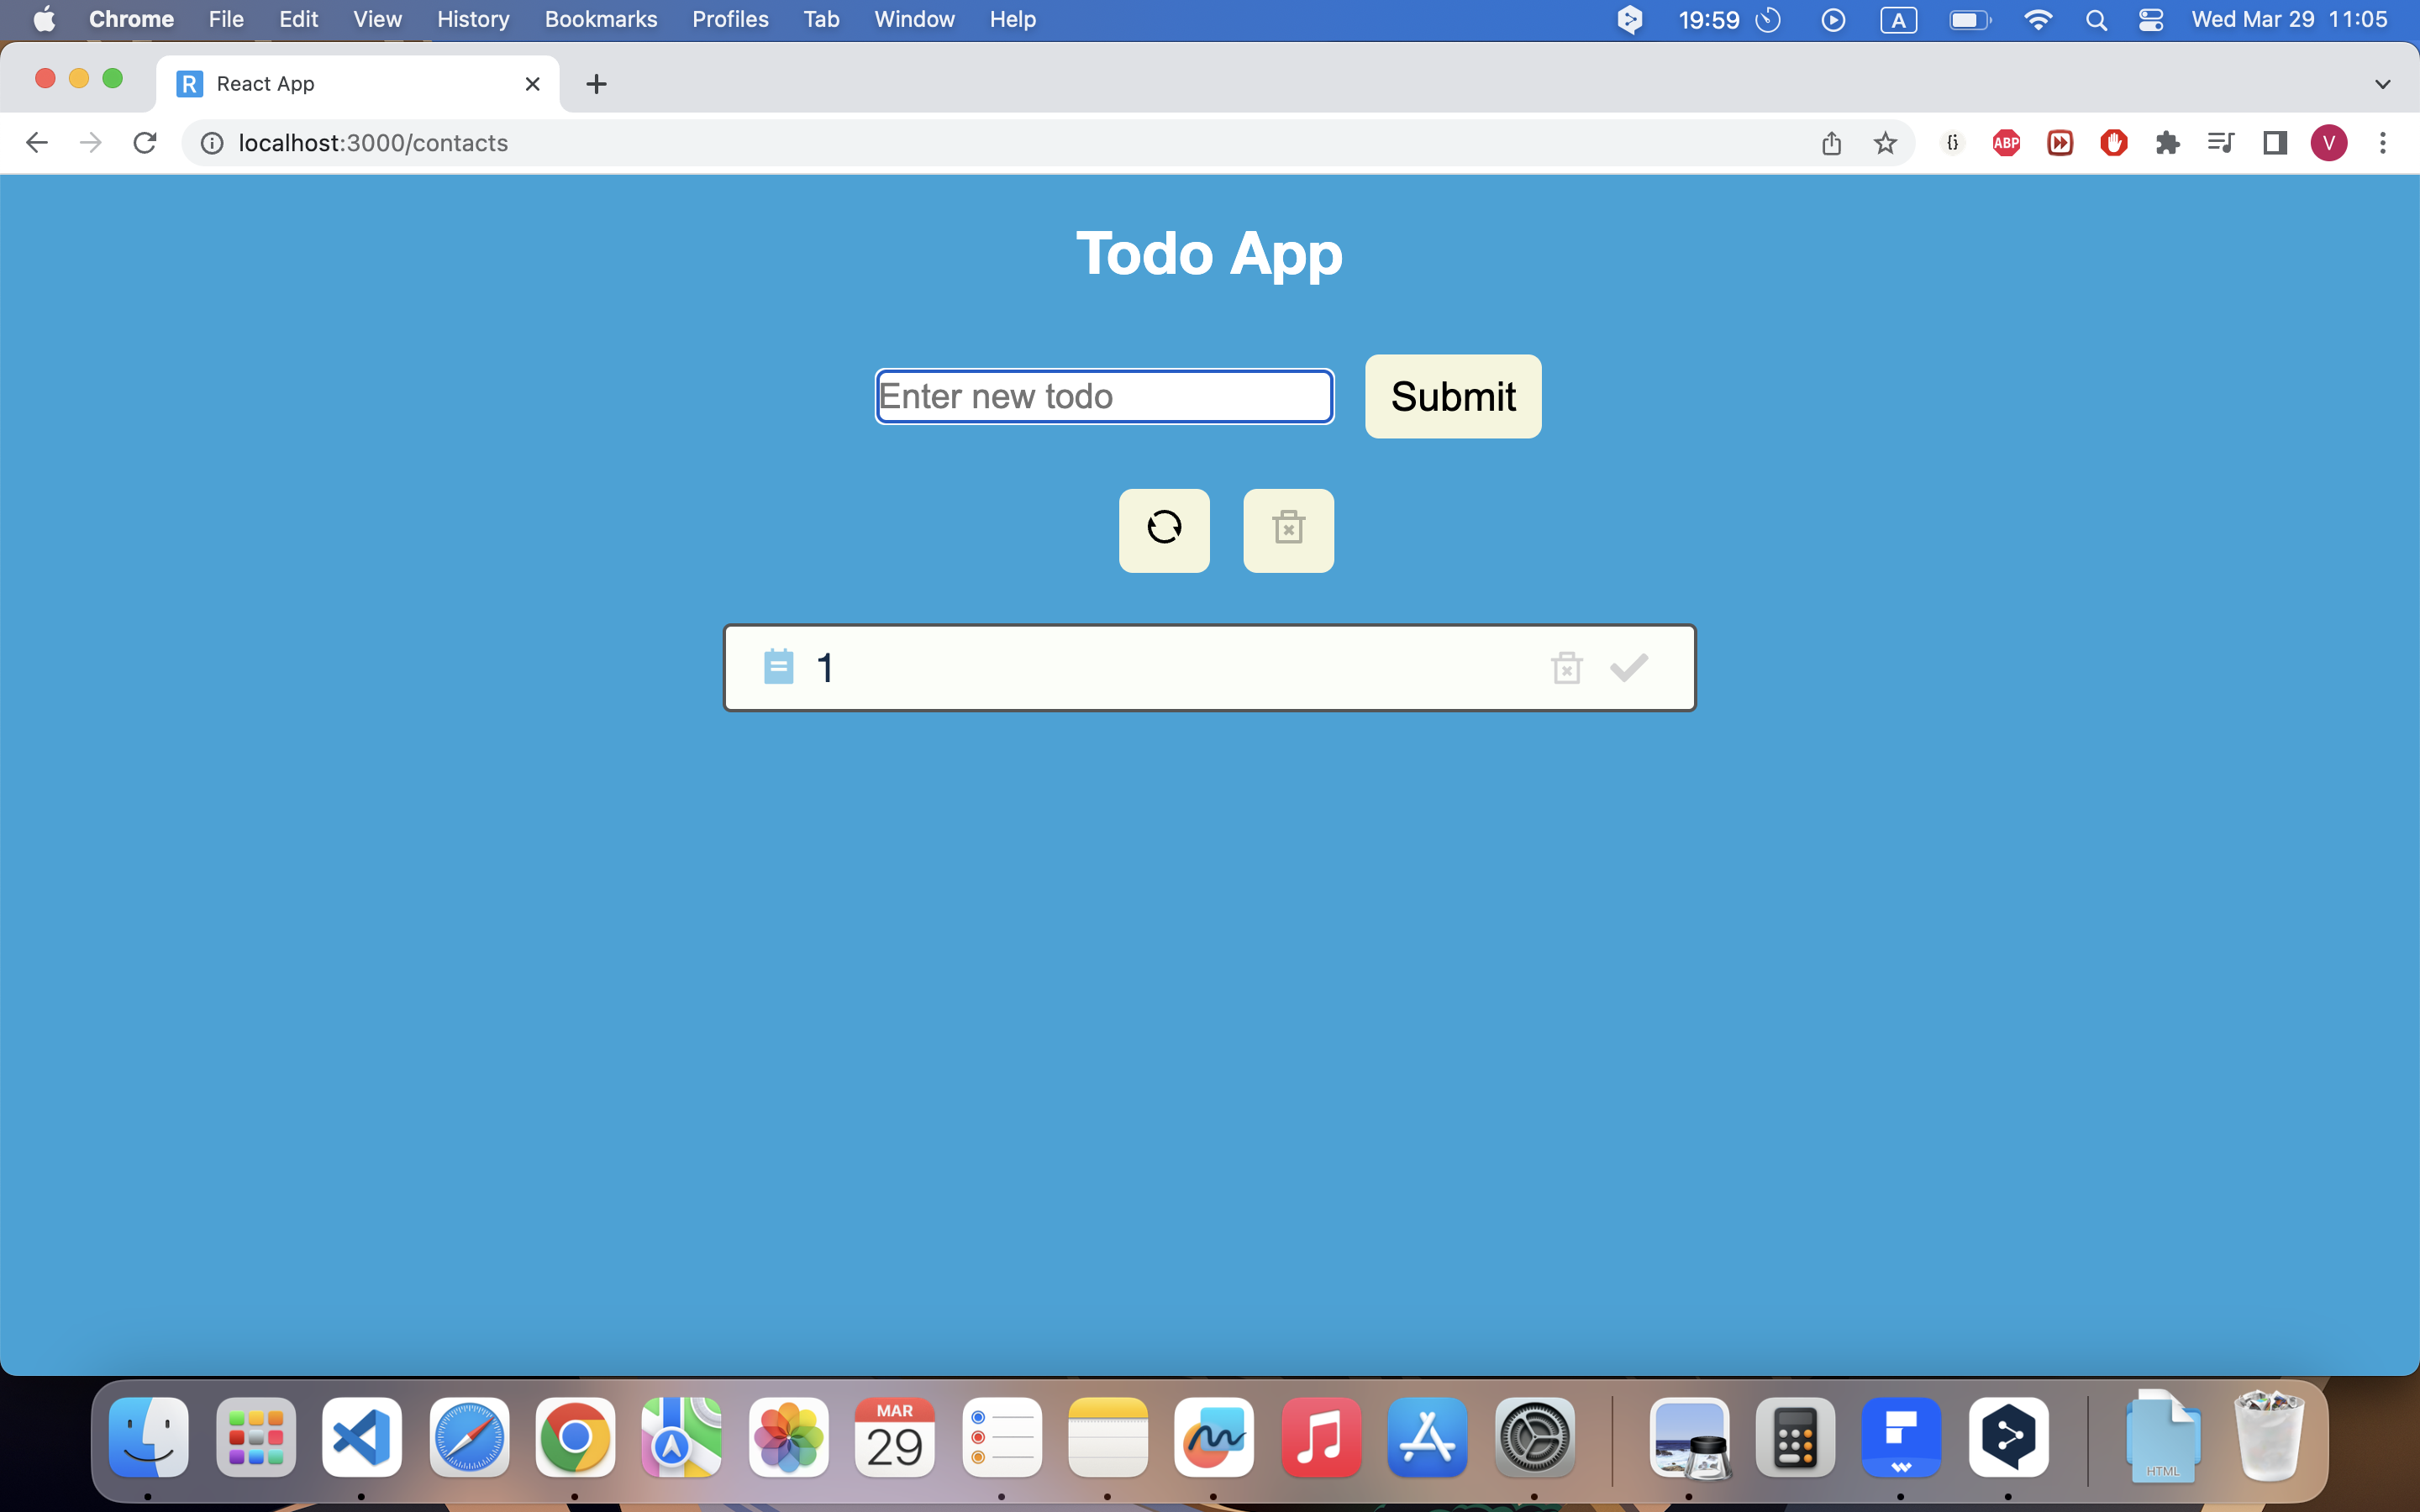 Chrome File Edit View History Bookmarks Profiles Tab Window Help 19:59 A Wed Mar 29 11:05
R React App
localhost:3000/contacts {} ABP V
Todo App
Enter new todo Submit
1
MAR
29
HTML